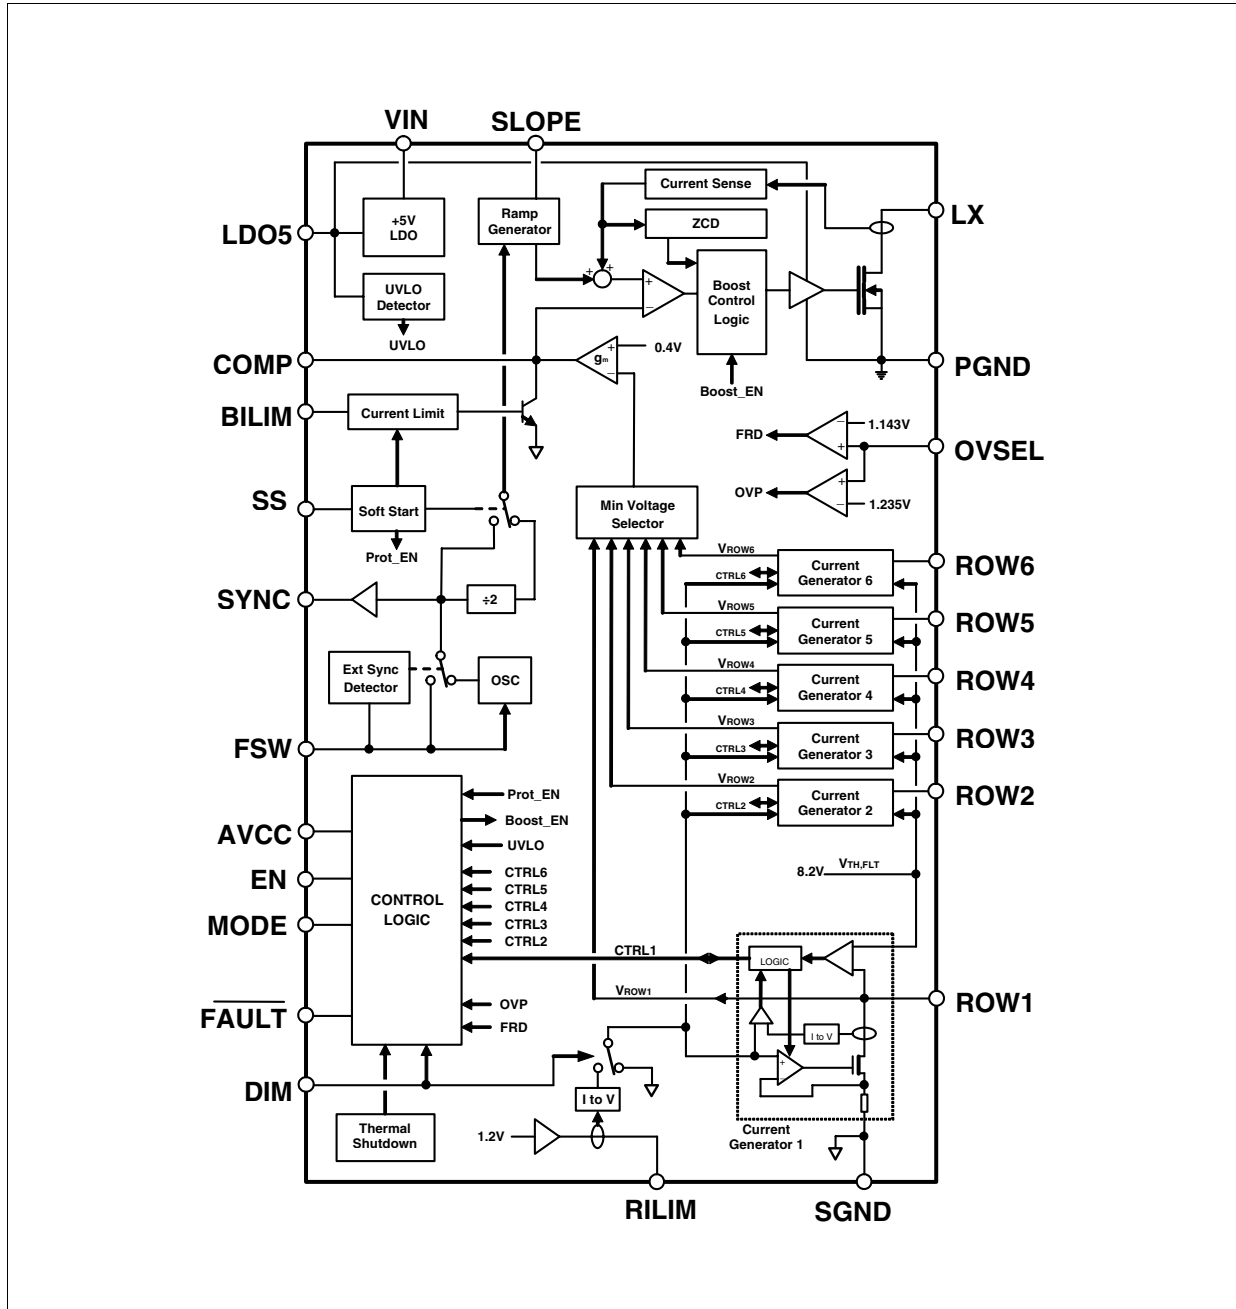 VIN
SLOPE
LDO5
+5V
LDO
Ramp
Generator
Current Sense
ZCD
LX
UVLO
Detector
UVLO
+
+
+
−
Boost
Control
Logic
Boost_EN
COMP
gm
+
−
0.4V
PGND
BILIM
Current Limit
FRD
−
+
1.143V
OVSEL
OVP
+
−
1.235V
SS
Soft Start
Prot_EN
Min Voltage
Selector
SYNC
÷2
VROW6
CTRL6
Current
Generator 6
ROW6
VROW5
CTRL5
Current
Generator 5
ROW5
Ext Sync
Detector
OSC
VROW4
CTRL4
Current
Generator 4
ROW4
FSW
VROW3
CTRL3
Current
Generator 3
ROW3
VROW2
CTRL2
Current
Generator 2
ROW2
AVCC
EN
MODE
FAULT
DIM
CONTROL
LOGIC
Prot_EN
Boost_EN
UVLO
CTRL6
CTRL5
CTRL4
CTRL3
CTRL2
CTRL1
OVP
FRD
8.2V
VTH,FLT
LOGIC
VROW1
ROW1
I to V
+
−
Current
Generator 1
I to V
Thermal
Shutdown
1.2V
RILIM
SGND